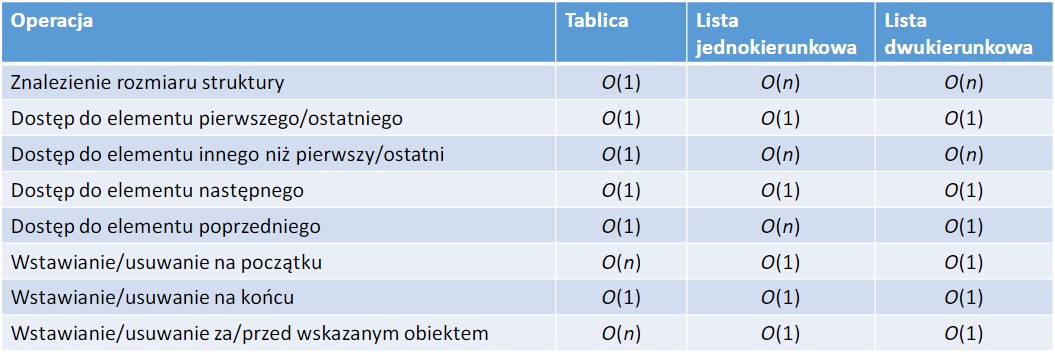 Operacja Tablica Lista jednokierunkowa Lista dwukierunkowa
Znalezienie rozmiaru struktury O(1) O(n) O(n)
Dostęp do elementu pierwszego/ostatniego O(1) O(1) O(1)
Dostęp do elementu innego niż pierwszy/ostatni O(1) O(n) O(n)
Dostęp do elementu następnego O(1) O(1) O(1)
Dostęp do elementu poprzedniego O(1) O(n) O(1)
Wstawianie/usuwanie na początku O(n) O(1) O(1)
Wstawianie/usuwanie na końcu O(1) O(1) O(1)
Wstawianie/usuwanie za/przed wskazanym obiektem O(n) O(1) O(1)